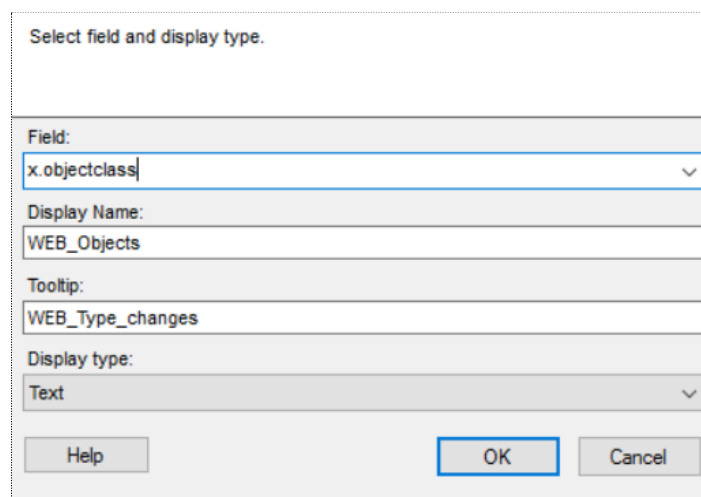 Select field and display type.
Field:
x.objectclass
Display Name:
WEB_Objects
Tooltip:
WEB_Type_changes
Display type:
Text
Help OK Cancel